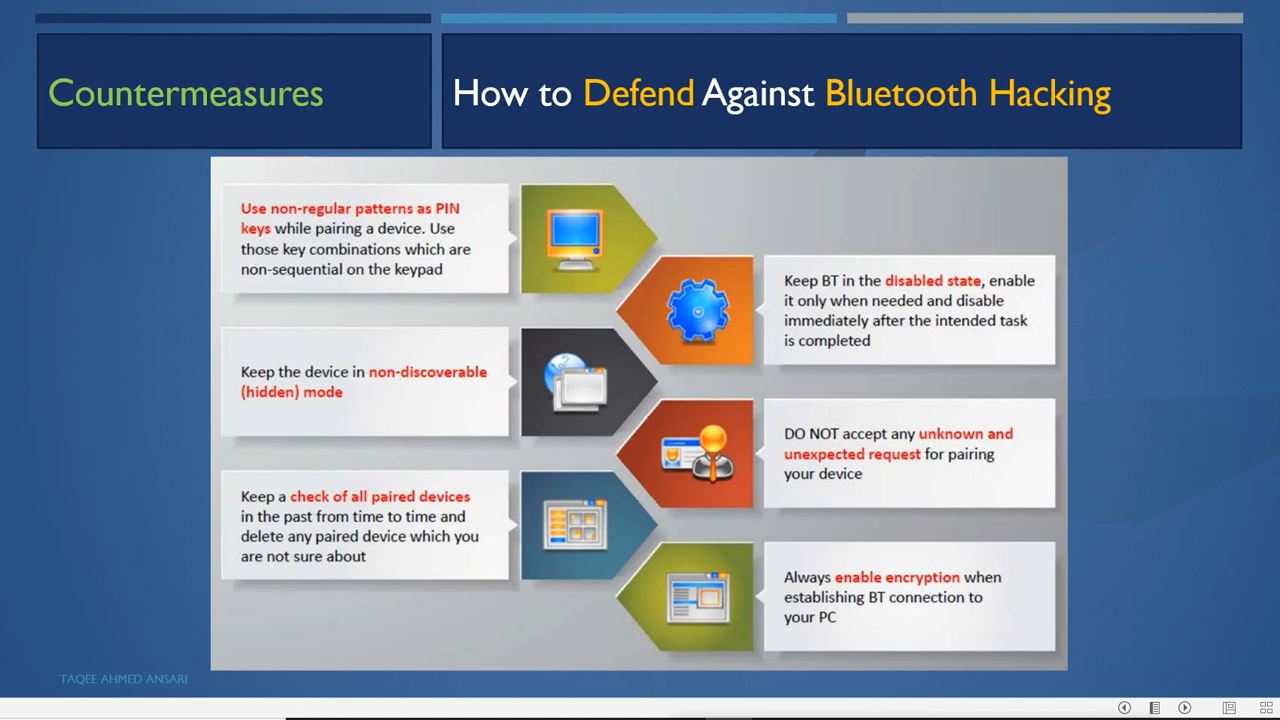 Countermeasures
How to Defend Against Bluetooth Hacking
Use non-regular patterns as PIN
keys while pairing a device. Use
those key combinations which are
non-sequential on the keypad
Keep BT in the disabled state, enable
it only when needed and disable
immediately after the intended task
is completed
Keep the device in non-discoverable
(hidden) mode
DO NOT accept any unknown and
unexpected request for pairing
your device
Keep a check of all paired devices
in the past from time to time and
delete any paired device which you
are not sure about
Always enable encryption when
establishing BT connection to
your PC
TAQEE AHMED ANSARI